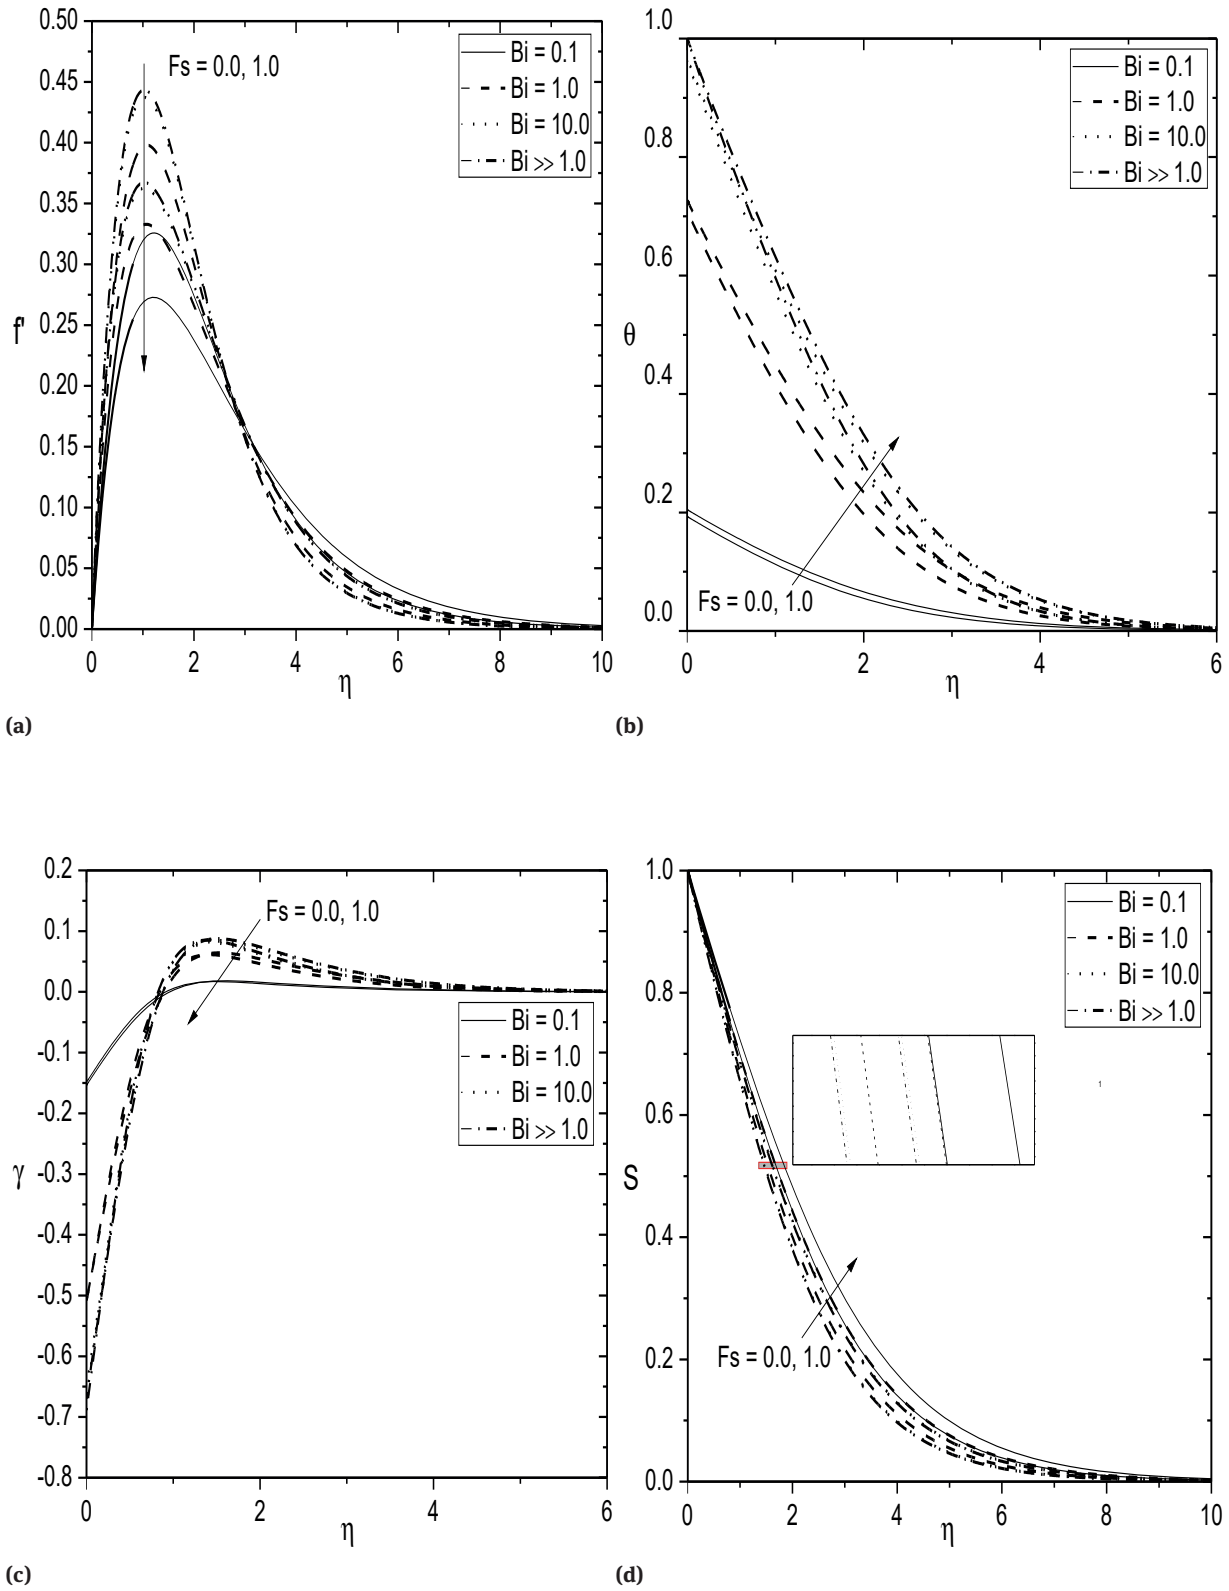 0.50
0.45
0.40
0.35
0.30
0.25
0.20
0.15
0.10
0.05
0.00
f'
Fs = 0.0, 1.0
Bi = 0.1
Bi = 1.0
Bi = 10.0
Bi >> 1.0
0 2 4 6 8 10
η
(a)
1.0
0.8
0.6
0.4
0.2
0.0
θ
Bi = 0.1
Bi = 1.0
Bi = 10.0
Bi >> 1.0
Fs = 0.0, 1.0
0 2 4 6
η
(b)
0.2
0.1
0.0
-0.1
-0.2
-0.3
-0.4
-0.5
-0.6
-0.7
-0.8
γ
Fs = 0.0, 1.0
Bi = 0.1
Bi = 1.0
Bi = 10.0
Bi >> 1.0
0 2 4 6
η
(c)
1.0
0.8
0.6
0.4
0.2
0.0
S
Bi = 0.1
Bi = 1.0
Bi = 10.0
Bi >> 1.0
1
Fs = 0.0, 1.0
0 2 4 6 8 10
η
(d)